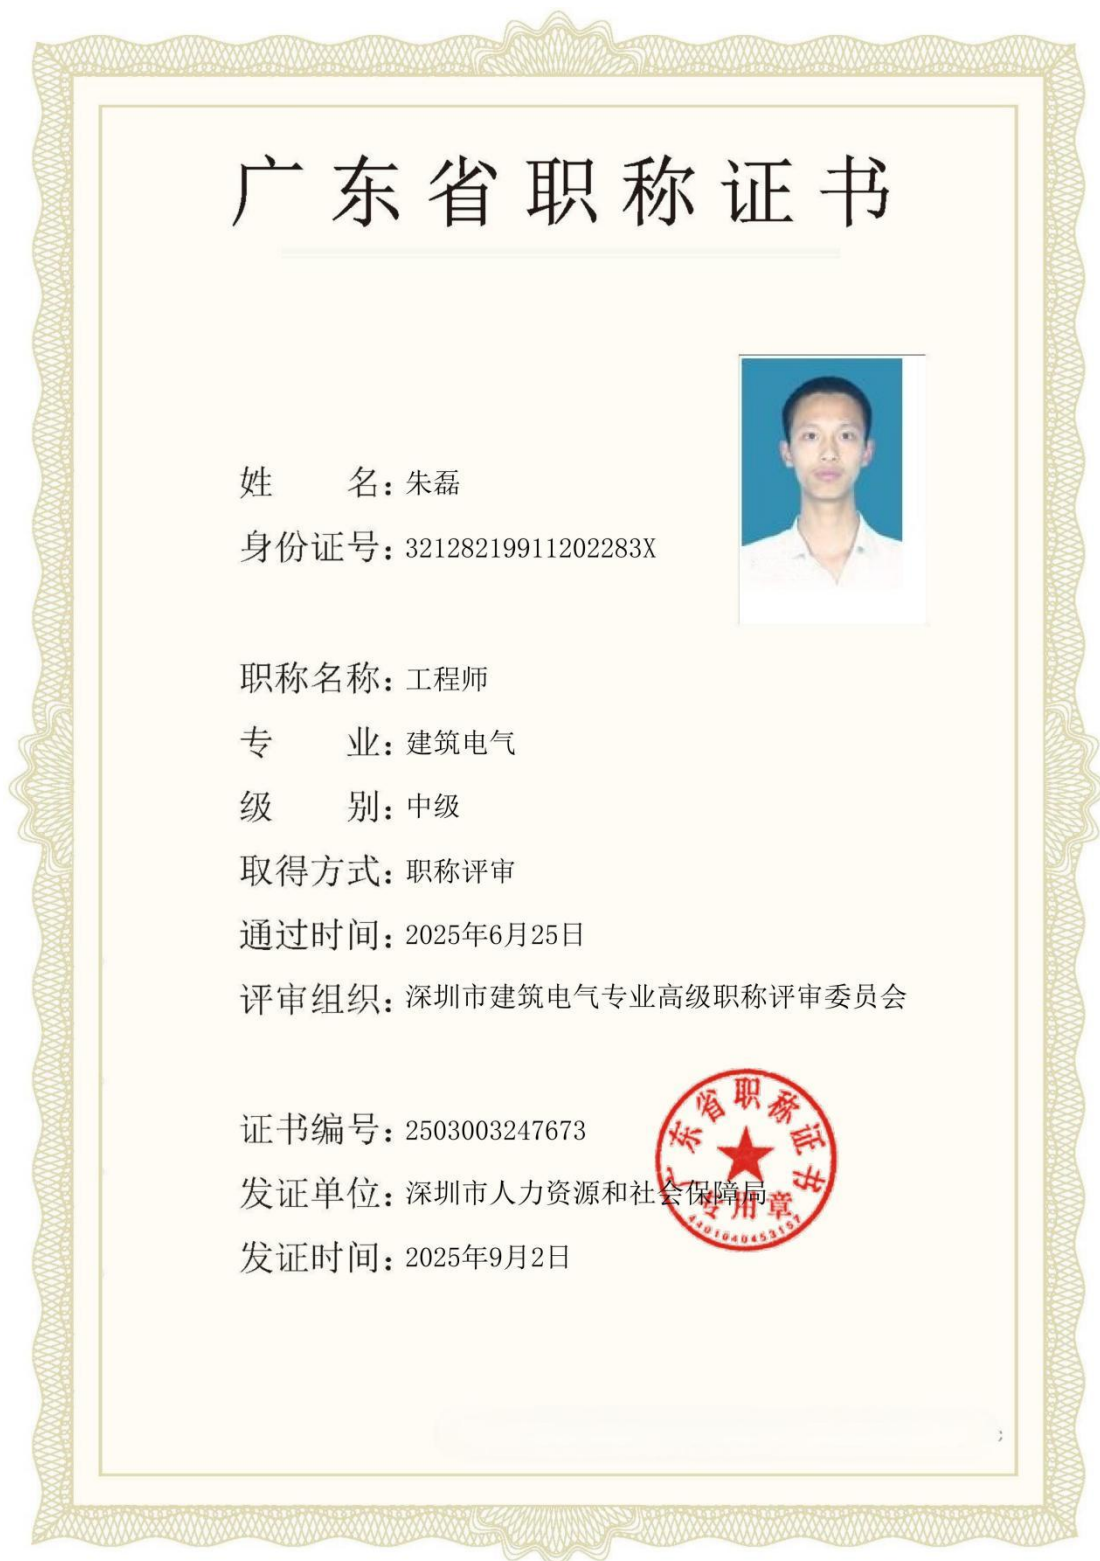 广东省职称证书
姓 名：朱磊
身份证号：32128219911202283X
职称名称：工程师
专 业：建筑电气
级 别：中级
取得方式：职称评审
通过时间：2025年6月25日
评审组织：深圳市建筑电气专业高级职称评审委员会
证书编号：2503003247673
发证单位：深圳市人力资源和社会保障局
发证时间：2025年9月2日
广东省职称证书
专用章
4401040453157